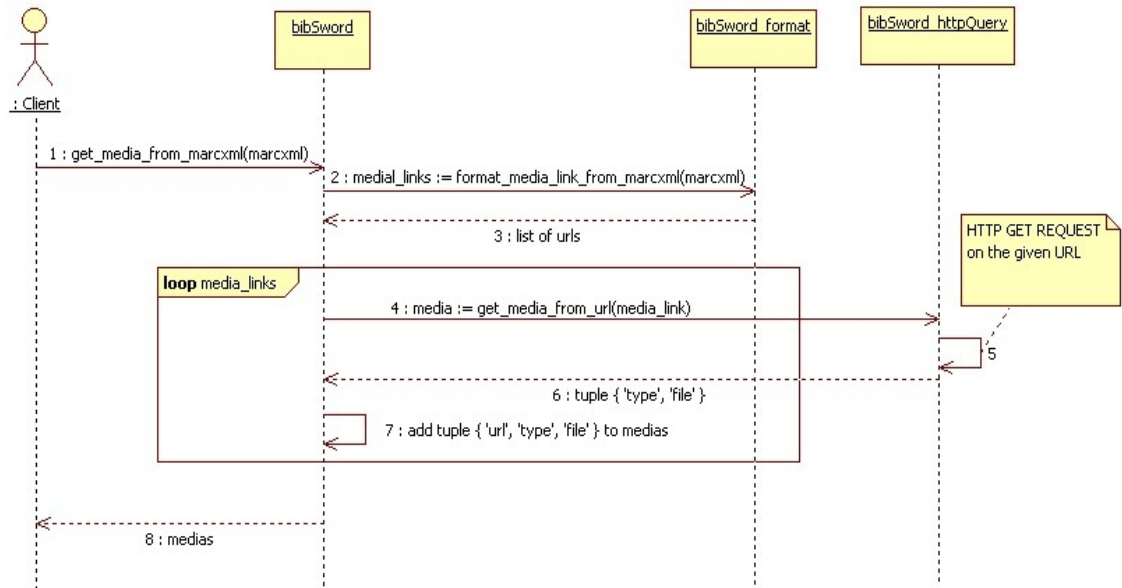 bibSword
bibSword_format
bibSword_httpQuery
: Client
1 : get_media_from_marcxml(marcxml)
2 : medial_links := format_media_link_from_marcxml(marcxml)
3 : list of urls
HTTP GET REQUEST
on the given URL
loop media_links
4 : media := get_media_from_url(media_link)
5
6 : tuple { 'type', 'file' }
7 : add tuple { 'url', 'type', 'file' } to medias
8 : medias